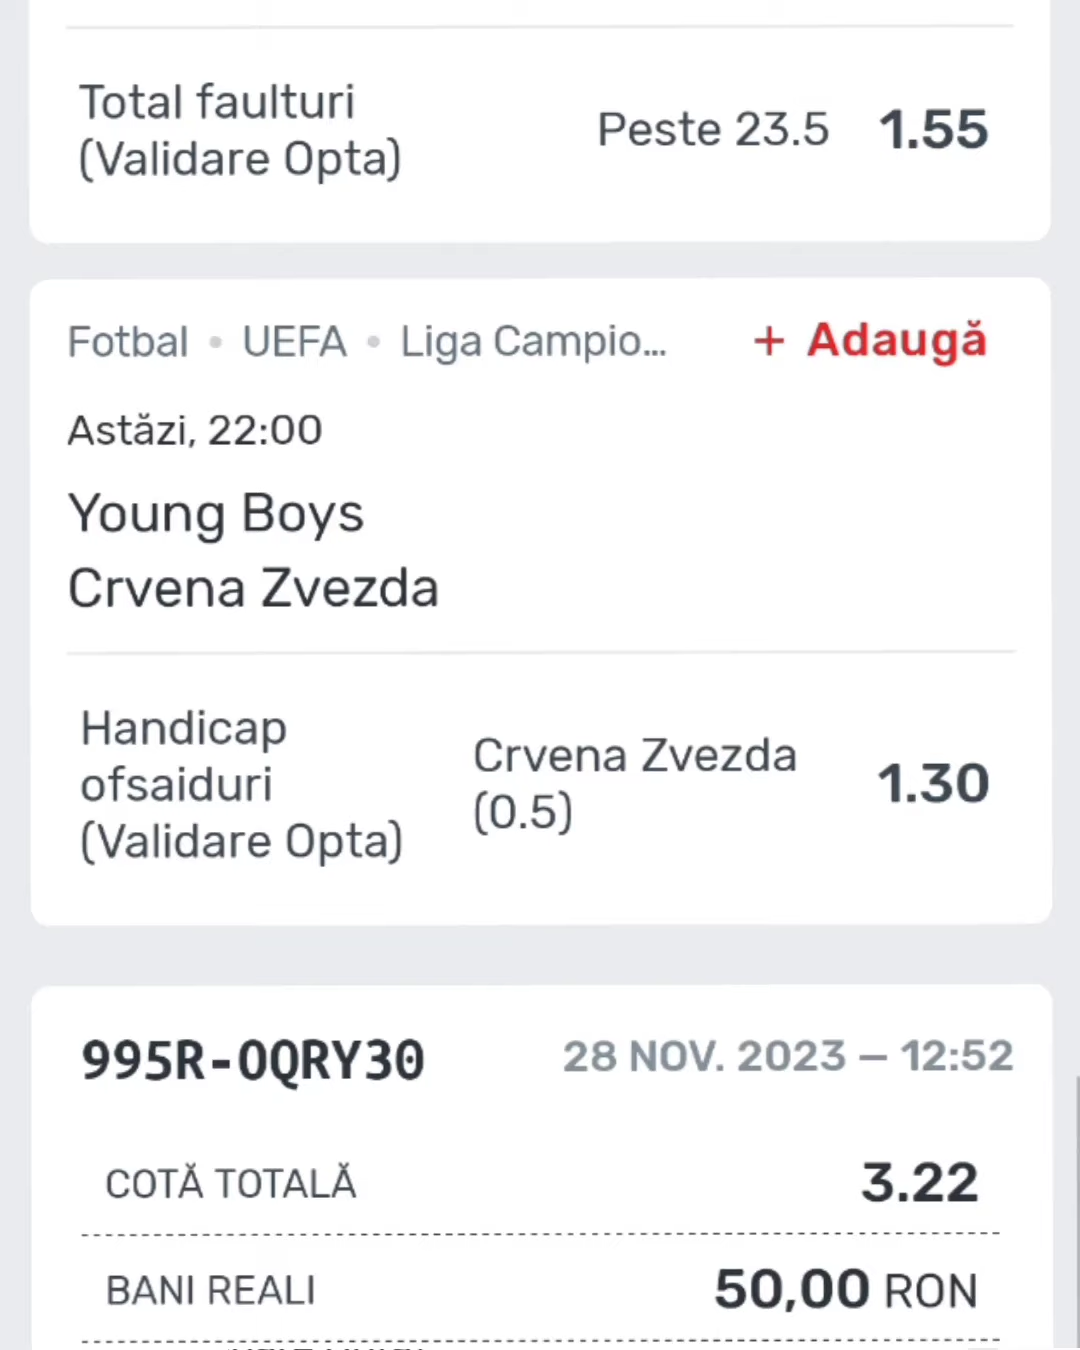 Total faulturi
(Validare Opta)
Peste 23.5
1.55
Fotbal • UEFA • Liga Campio...
+ Adaugă
Astăzi, 22:00
Young Boys
Crvena Zvezda
Handicap
ofsaiduri
(Validare Opta)
Crvena Zvezda
(0.5)
1.30
995R-0QRY30
28 NOV. 2023 — 12:52
COTĂ TOTALĂ
3.22
BANI REALI
50,00 RON